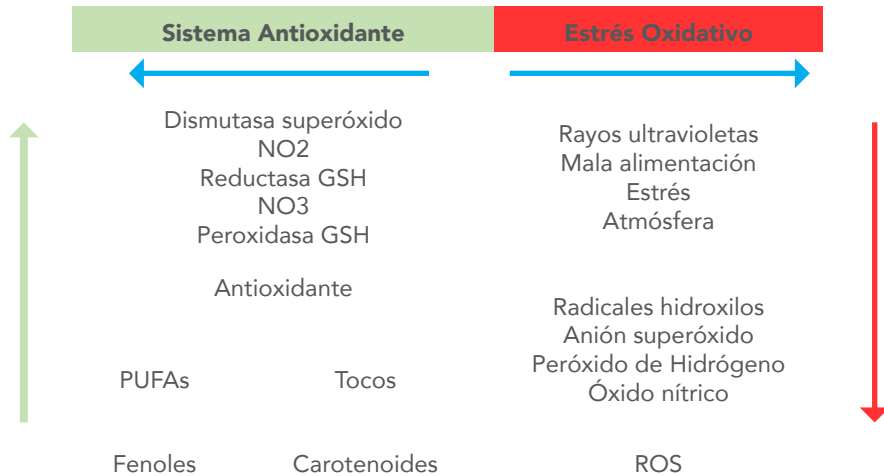 Sistema Antioxidante
Estrés Oxidativo
Dismutasa superóxido
NO2
Reductasa GSH
NO3
Peroxidasa GSH
Antioxidante
PUFAs
Tocos
Fenoles
Carotenoides
Rayos ultravioletas
Mala alimentación
Estrés
Atmósfera
Radicales hidroxilos
Anión superóxido
Peróxido de Hidrógeno
Óxido nítrico
ROS